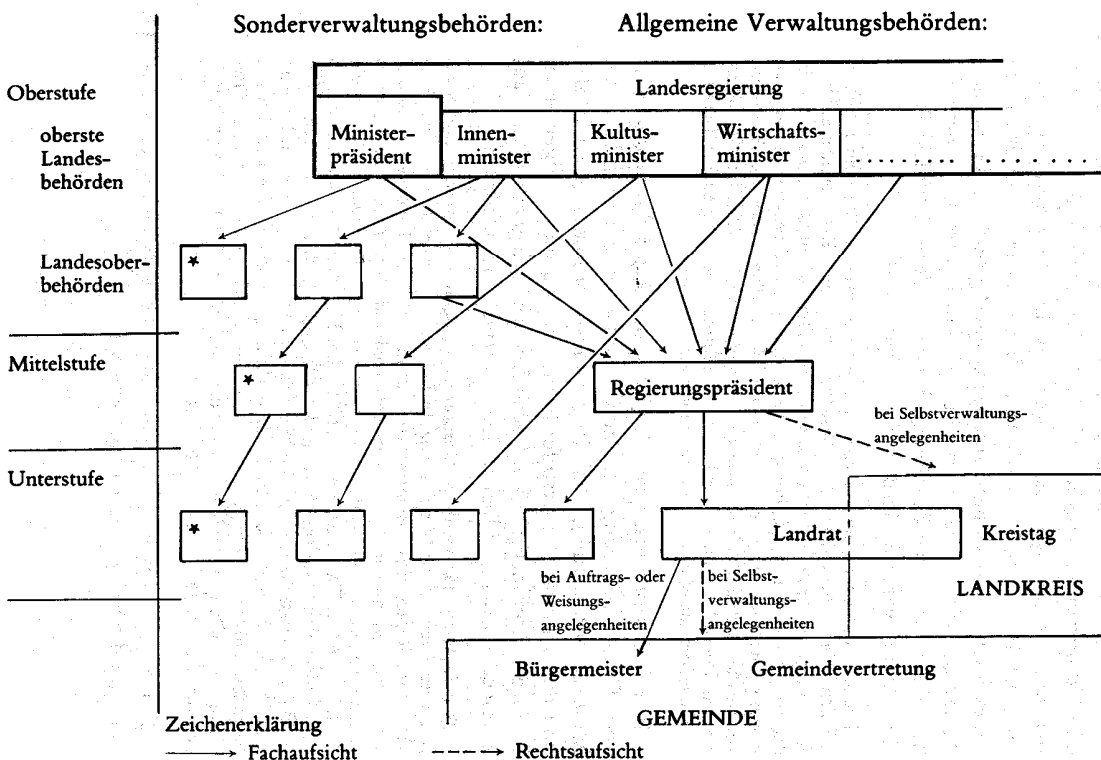 Sonderverwaltungsbehörden: Allgemeine Verwaltungsbehörden:
Oberstufe
Landesregierung
oberste
Landes-
behörden
Minister-
präsident
Innen-
minister
Kultus-
minister
Wirtschafts-
minister
.........
........
Landesober-
behörden
*
Mittelstufe
*
Regierungspräsident
bei Selbstverwaltungs-
angelegenheiten
Unterstufe
*
Landrat
Kreistag
bei Auftrags- oder
Weisungs-
angelegenheiten
bei Selbst-
verwaltungs-
angelegenheiten
LANDKREIS
Bürgermeister
Gemeindevertretung
GEMEINDE
Zeichenerklärung
Fachaufsicht
Rechtsaufsicht